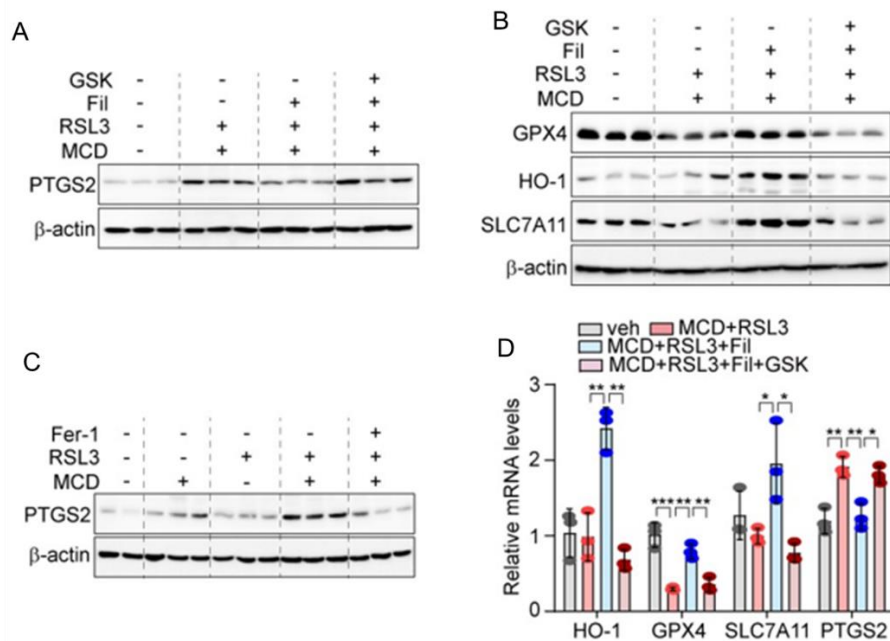 A
GSK - - - +
Fil - - + +
RSL3 - + + +
MCD - + + +
PTGS2
β-actin
B
GSK - - - +
Fil - - + +
RSL3 - + + +
MCD - + + +
GPX4
HO-1
SLC7A11
β-actin
C
Fer-1 - - - - +
RSL3 - - + + +
MCD - + - + +
PTGS2
β-actin
D
veh MCD+RSL3
MCD+RSL3+Fil
MCD+RSL3+Fil+GSK
Relative mRNA levels
3
2
1
0
** **
*** ** **
* *
** ** *
HO-1 GPX4 SLC7A11 PTGS2